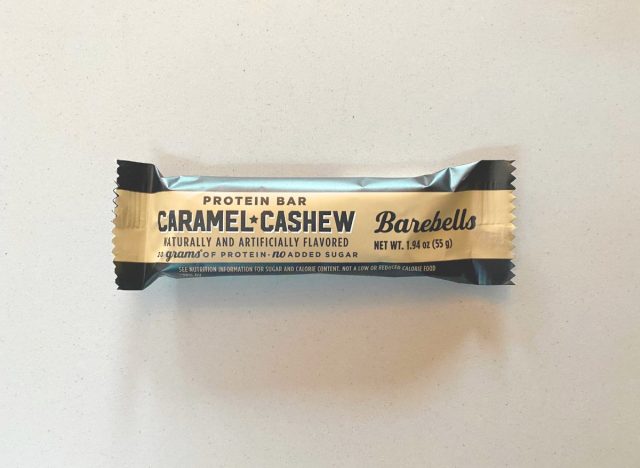 PROTEIN BAR
CARAMEL★CASHEW
NATURALLY AND ARTIFICIALLY FLAVORED
grams OF PROTEIN - no ADDED SUGAR
SEE NUTRITION INFORMATION FOR SUGAR AND CALORIE CONTENT. NOT A LOW OR REDUCED CALORIE FOOD
Barebells
NET WT. 1.94 oz (55 g)